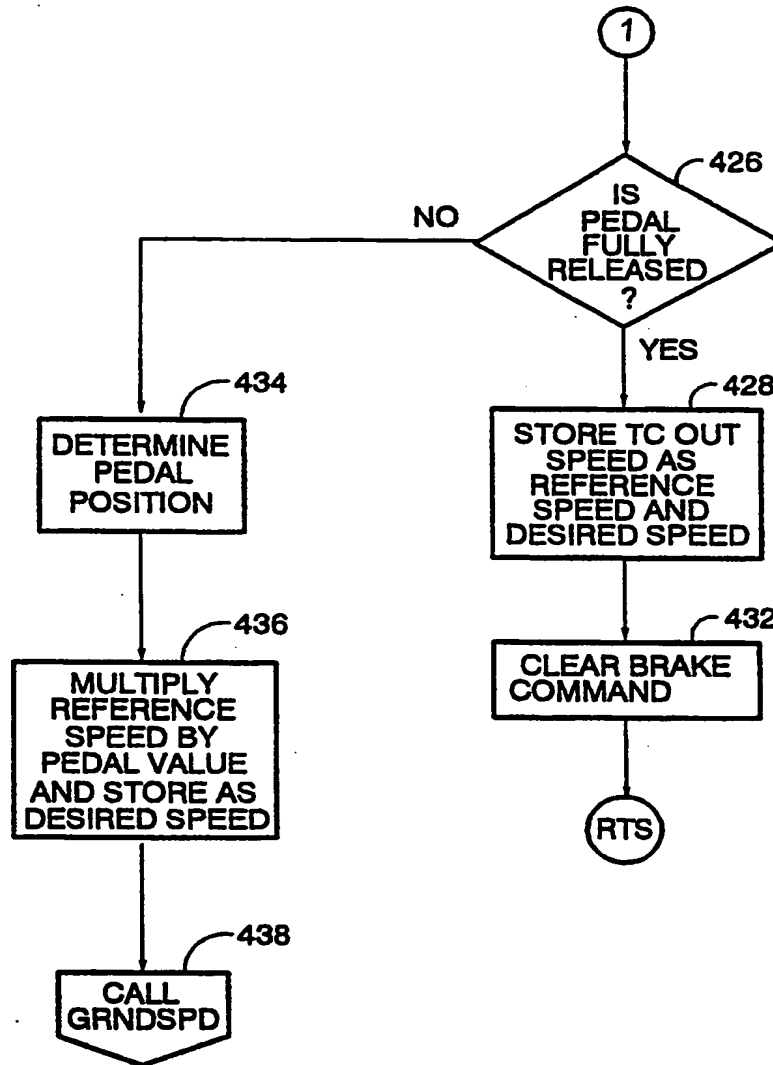 1
426
IS
PEDAL
FULLY
RELEASED
?
NO
YES
434
DETERMINE
PEDAL
POSITION
428
STORE TC OUT
SPEED AS
REFERENCE
SPEED AND
DESIRED SPEED
436
MULTIPLY
REFERENCE
SPEED BY
PEDAL VALUE
AND STORE AS
DESIRED SPEED
432
CLEAR BRAKE
COMMAND
RTS
438
CALL
GRNDSPD